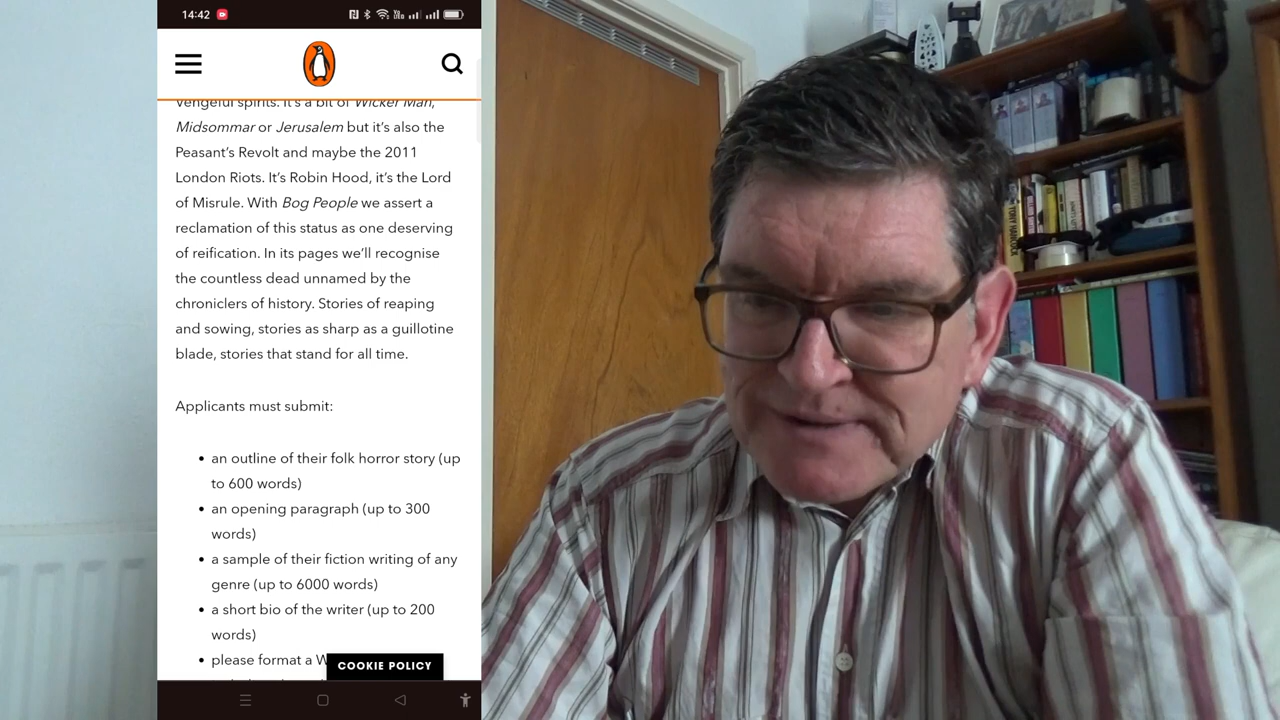 14:42
vengeful spirits. It's a bit of Wicker Man,
Midsommar or Jerusalem but it's also the
Peasant's Revolt and maybe the 2011
London Riots. It's Robin Hood, it's the Lord
of Misrule. With Bog People we assert a
reclamation of this status as one deserving
of reification. In its pages we'll recognise
the countless dead unnamed by the
chroniclers of history. Stories of reaping
and sowing, stories as sharp as a guillotine
blade, stories that stand for all time.
Applicants must submit:
• an outline of their folk horror story (up
to 600 words)
• an opening paragraph (up to 300
words)
• a sample of their fiction writing of any
genre (up to 6000 words)
• a short bio of the writer (up to 200
words)
• please format a W
COOKIE POLICY
TONY HANCOCK